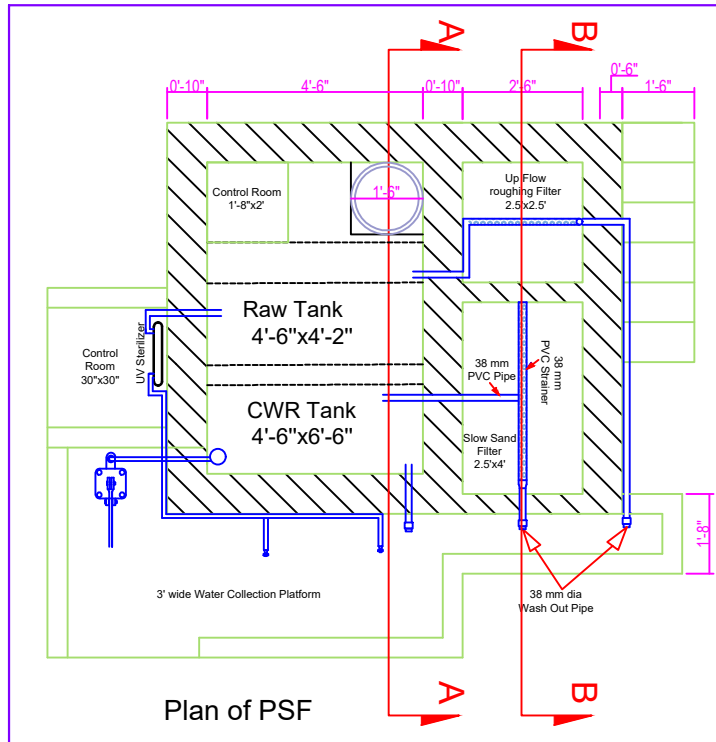 A
B
0'-10"
4'-6"
0'-10"
2'-6"
0'-6"
1'-6"
Control Room
1'-8"x2'
1'-6"
Up Flow
roughing Filter
2.5'x2.5'
Raw Tank
4'-6"x4'-2"
UV Sterilizer
Control
Room
30"x30"
38 mm
PVC Pipe
38 mm
PVC Strainer
CWR Tank
4'-6"x6'-6"
Slow Sand
Filter
2.5'x4'
1'-8"
3' wide Water Collection Platform
38 mm dia
Wash Out Pipe
A
B
Plan of PSF